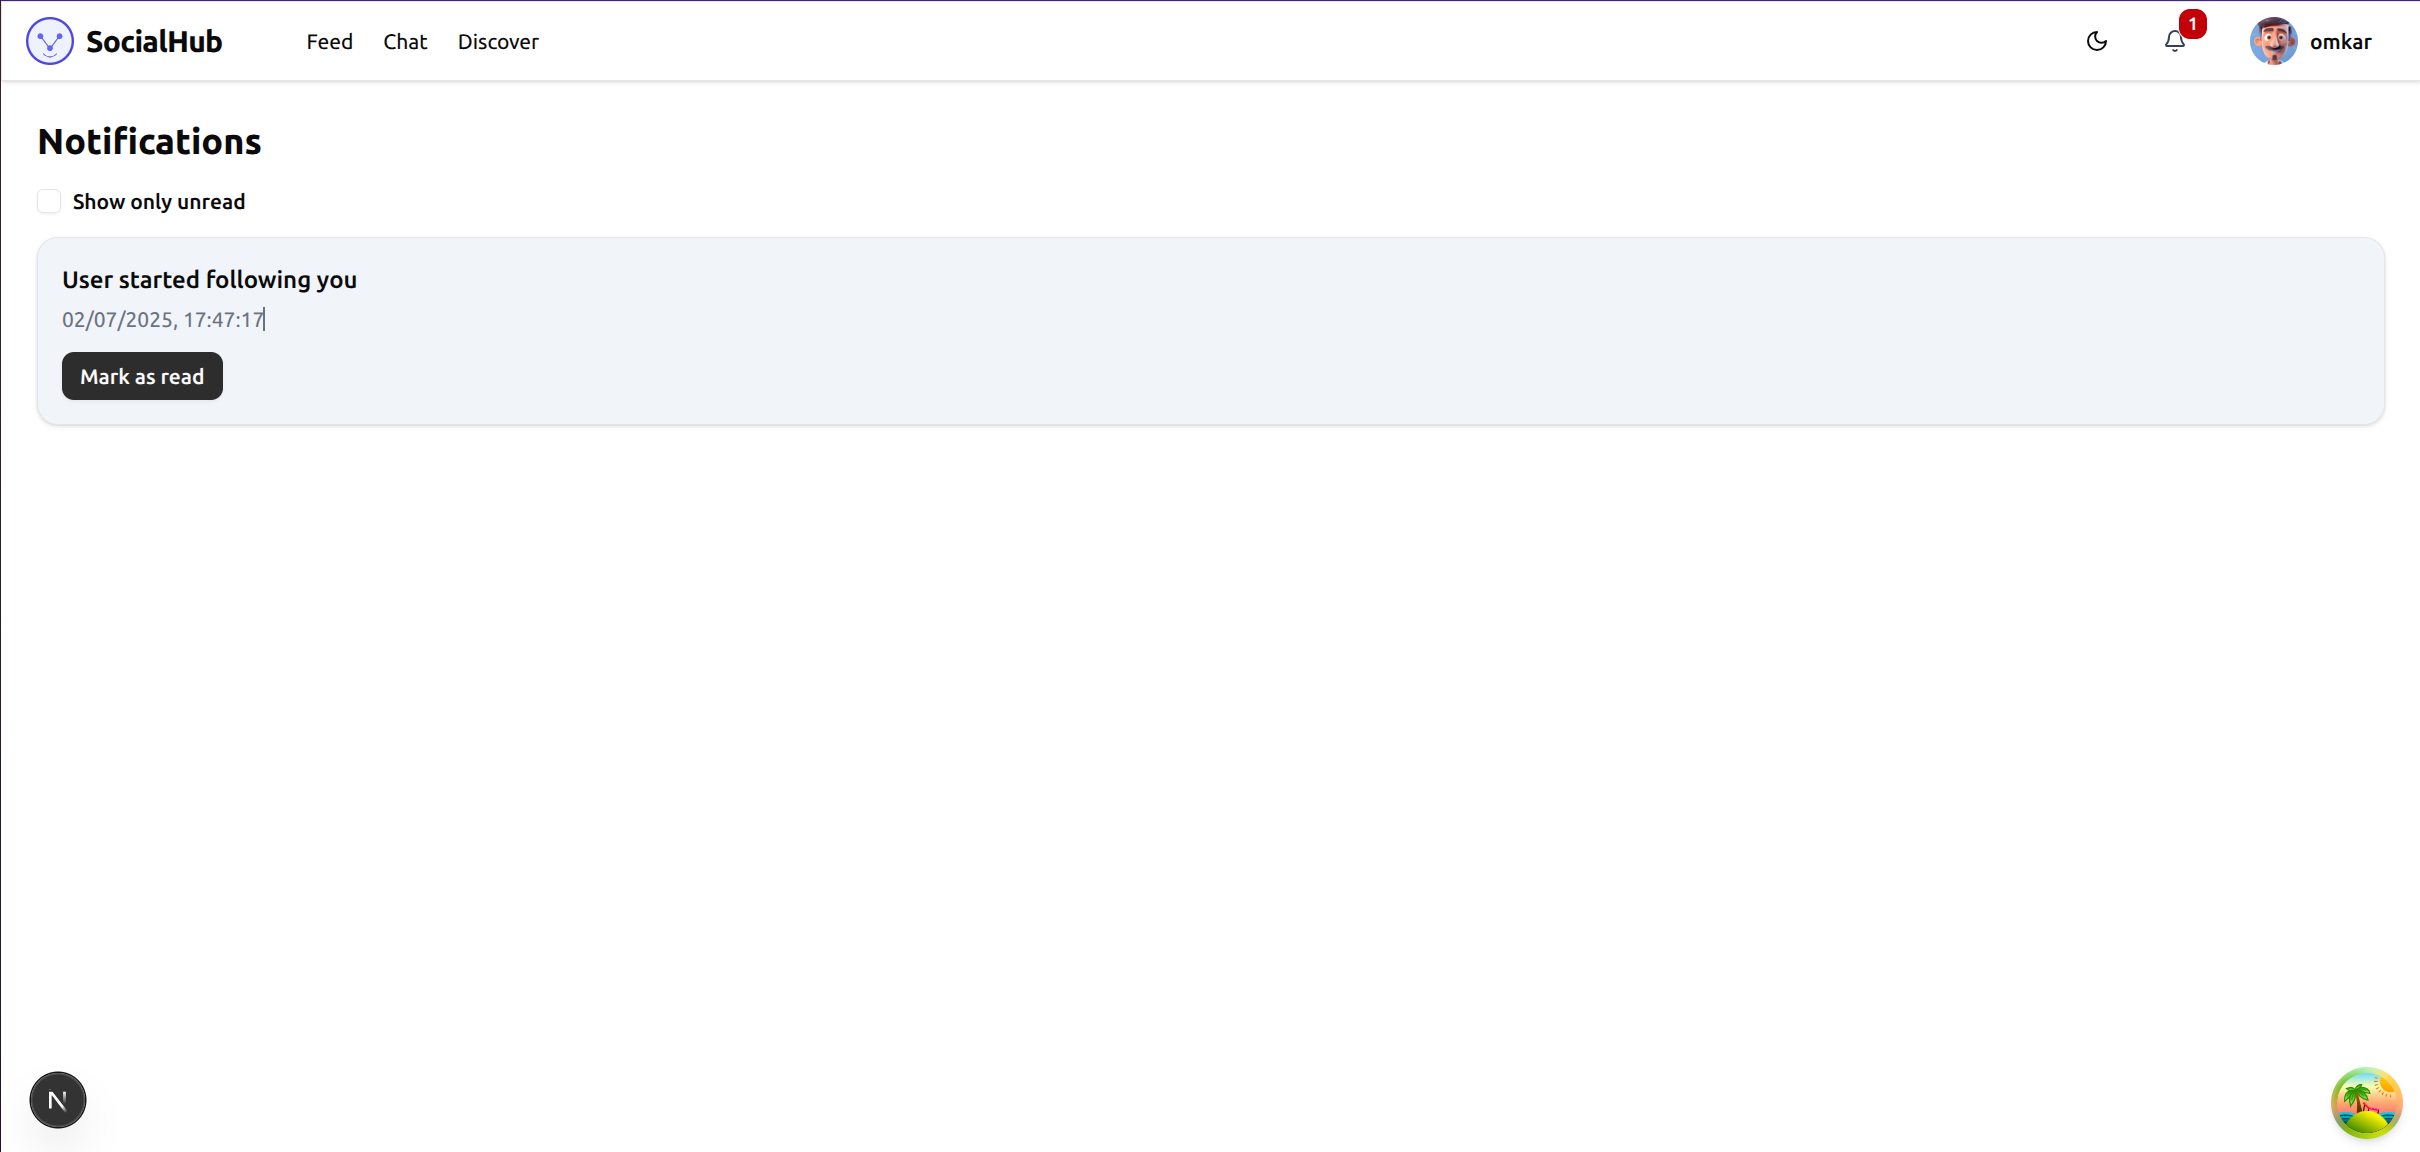 SocialHub Feed Chat Discover 1 omkar
Notifications
Show only unread
User started following you
02/07/2025, 17:47:17
Mark as read
N